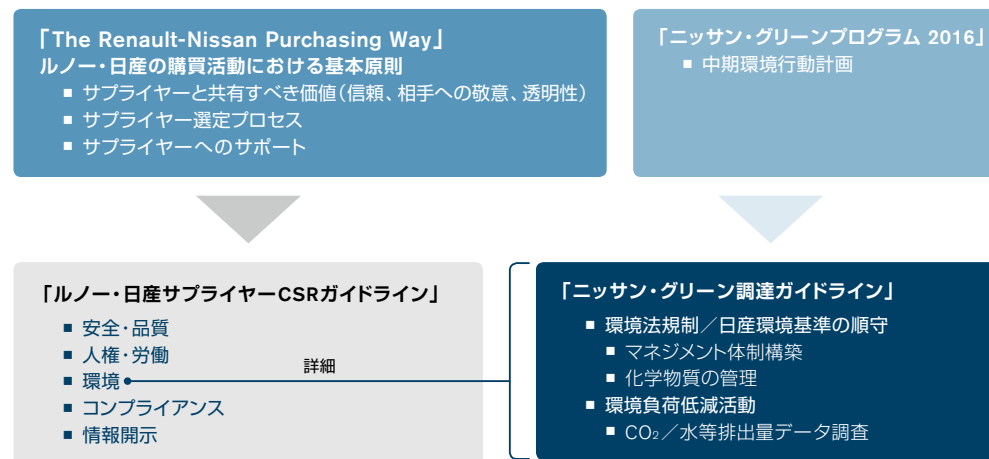 「The Renault-Nissan Purchasing Way」
ルノー・日産の購買活動における基本原則
■ サプライヤーと共有すべき価値(信頼、相手への敬意、透明性)
■ サプライヤー選定プロセス
■ サプライヤーへのサポート
「ニッサン・グリーンプログラム 2016」
■ 中期環境行動計画
「ルノー・日産サプライヤーCSRガイドライン」
■ 安全・品質
■ 人権・労働
■ 環境
■ コンプライアンス
■ 情報開示
詳細
「ニッサン・グリーン調達ガイドライン」
■ 環境法規制/日産環境基準の順守
■ マネジメント体制構築
■ 化学物質の管理
■ 環境負荷低減活動
■ CO₂/水等排出量データ調査